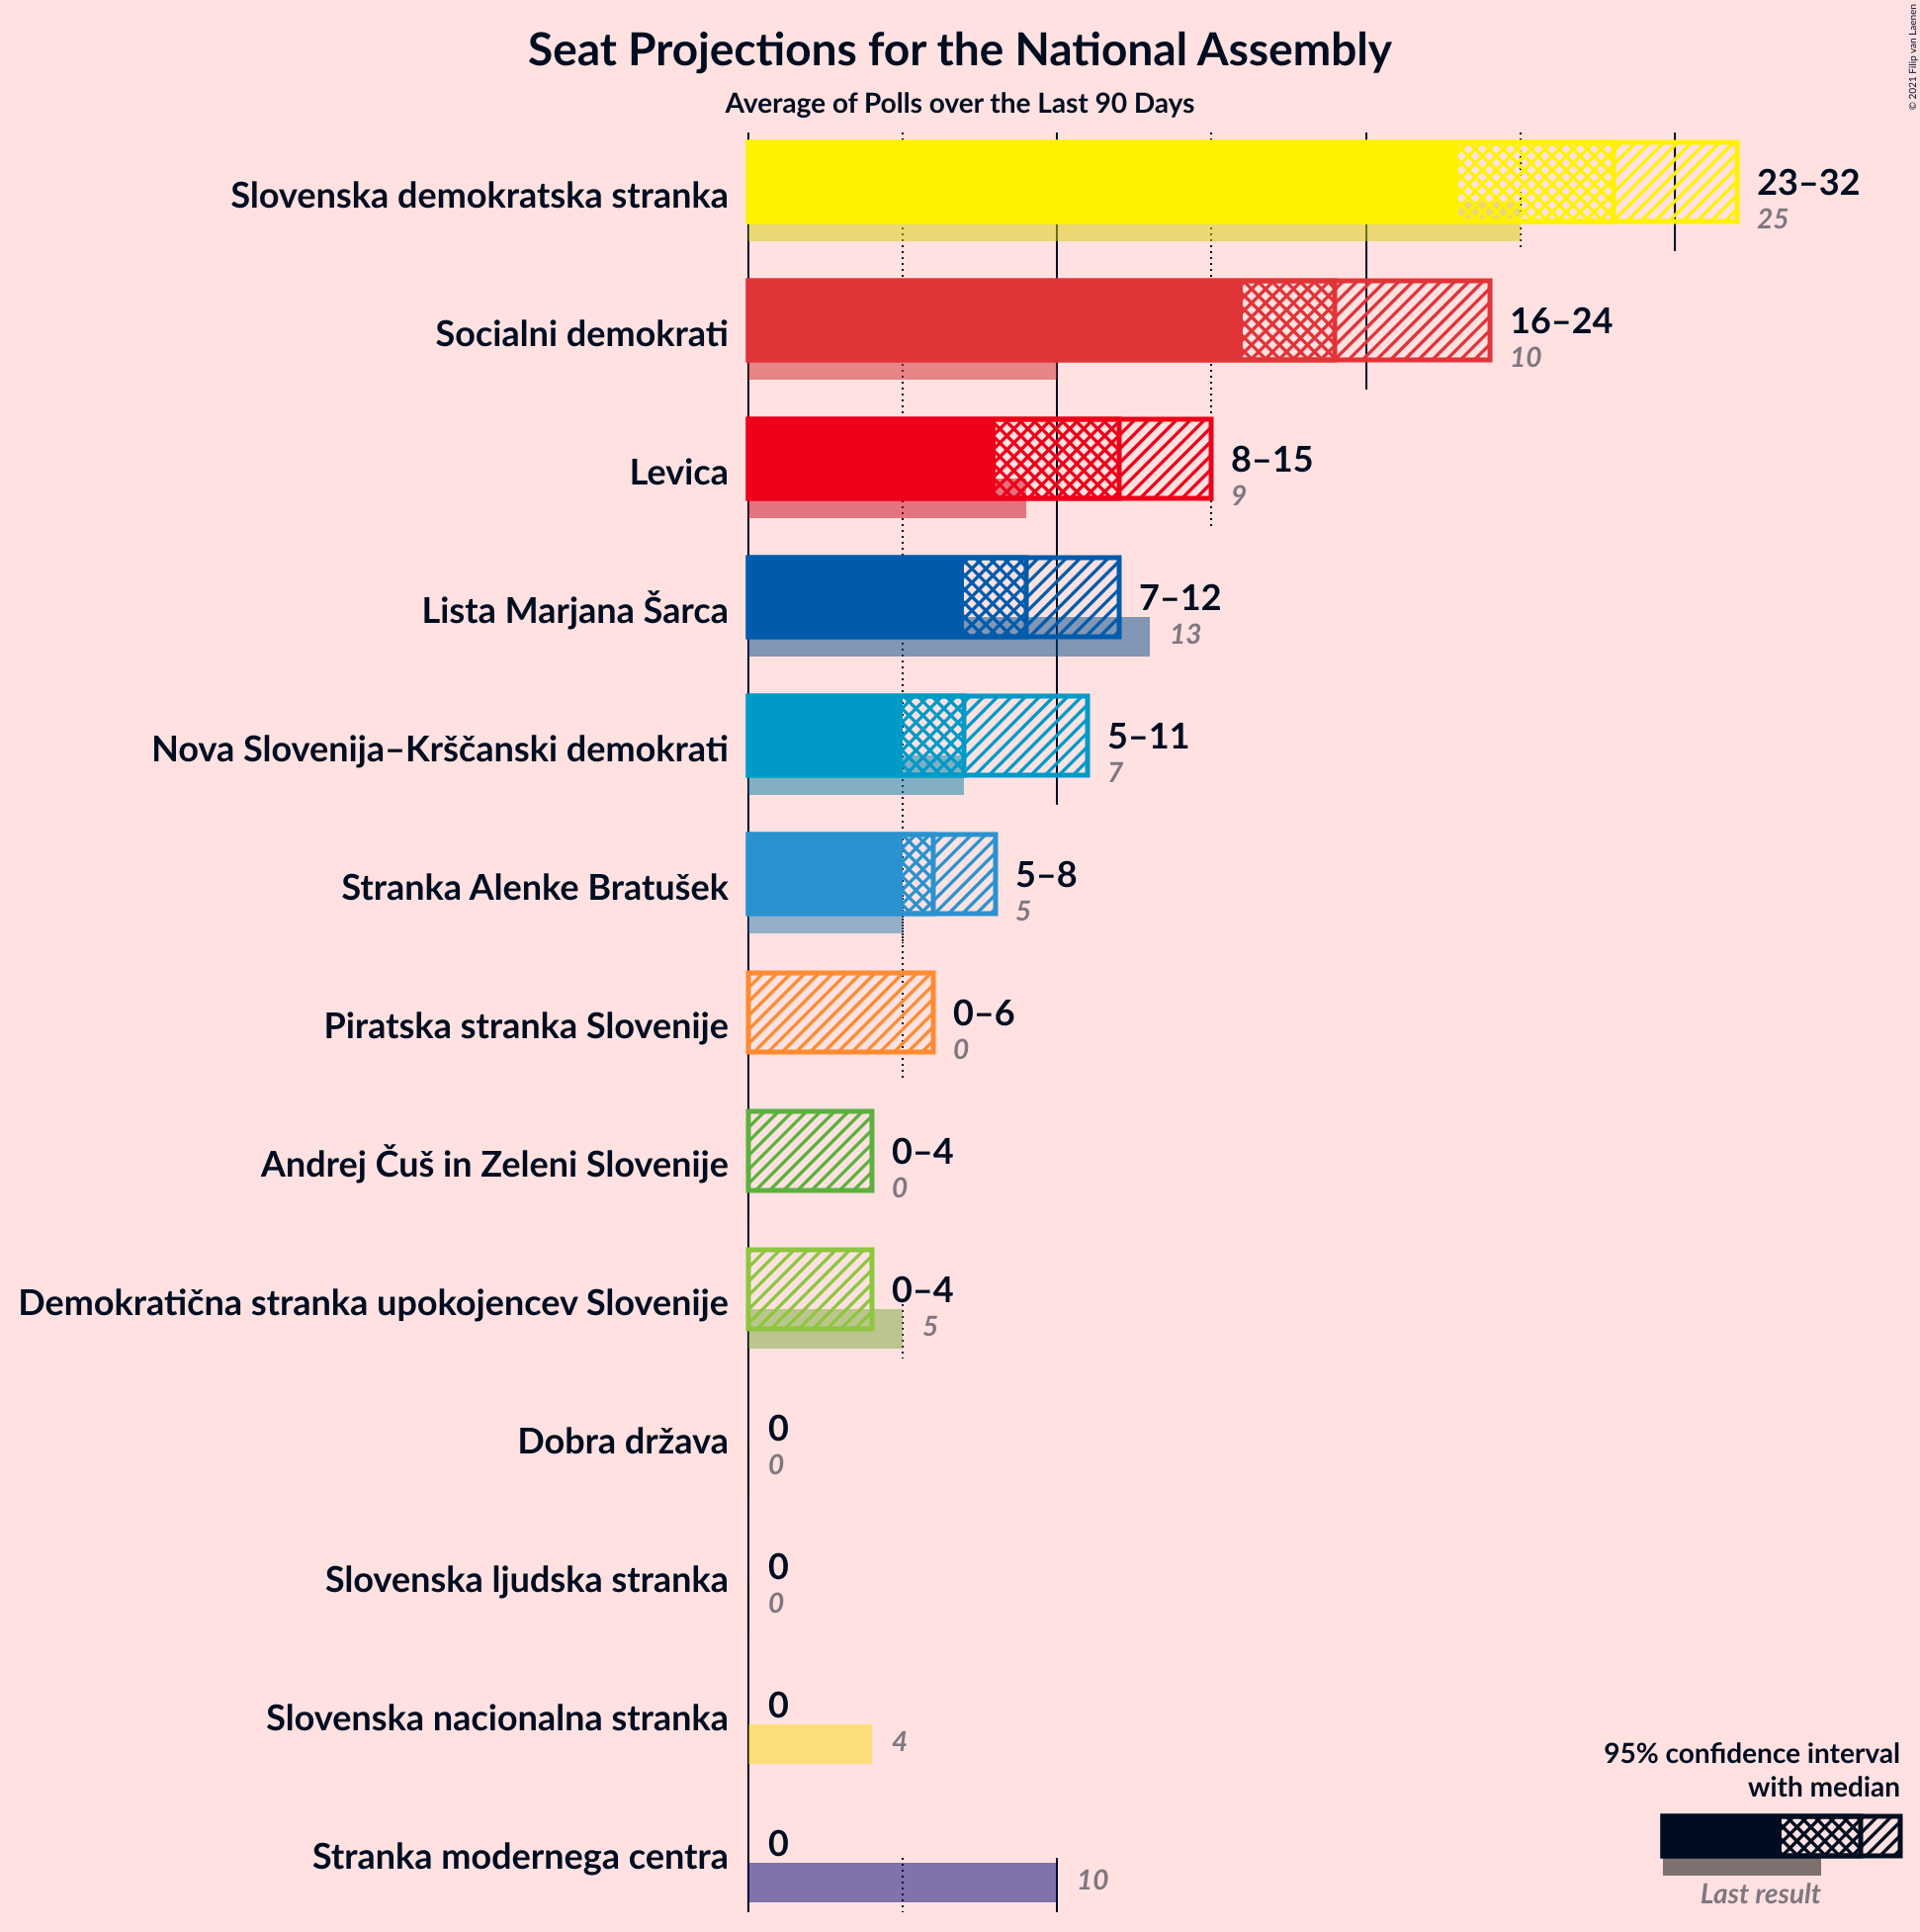 Seat Projections for the National Assembly
Average of Polls over the Last 90 Days
© 2021 Filip van Laenen
Slovenska demokratska stranka
23–32
25
Socialni demokrati
16–24
10
Levica
8–15
9
Lista Marjana Šarca
7–12
13
Nova Slovenija–Krščanski demokrati
5–11
7
Stranka Alenke Bratušek
5–8
5
Piratska stranka Slovenije
0–6
0
Andrej Čuš in Zeleni Slovenije
0–4
0
Demokratična stranka upokojencev Slovenije
0–4
5
Dobra država
0
0
Slovenska ljudska stranka
0
0
Slovenska nacionalna stranka
0
4
Stranka modernega centra
0
10
95% confidence interval
with median
Last result